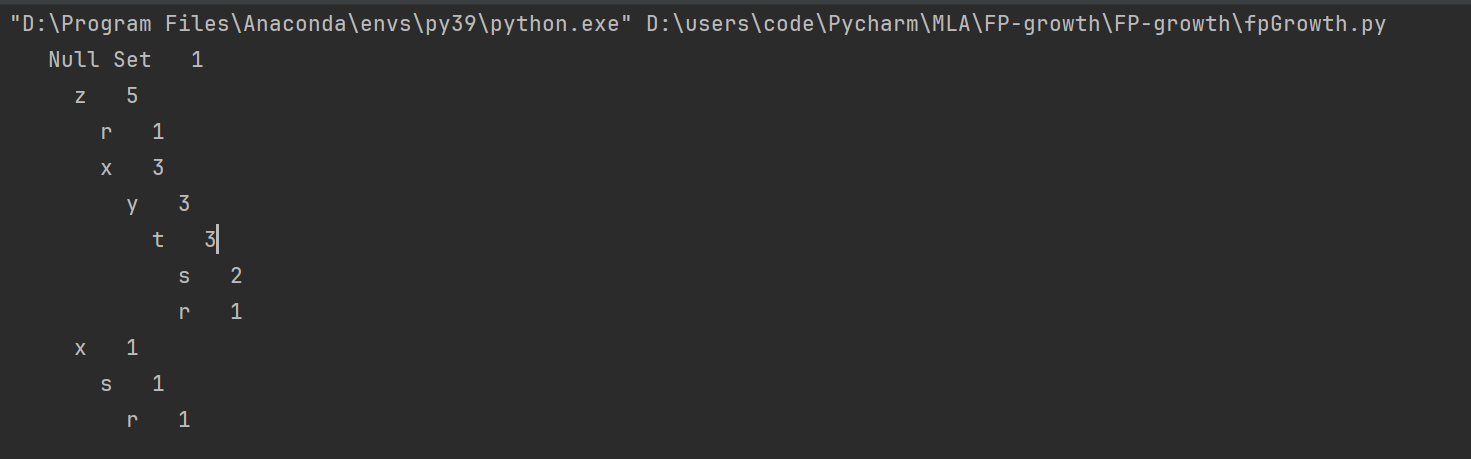 "D:\Program Files\Anaconda\envs\py39\python.exe" D:\users\code\Pycharm\MLA\FP-growth\FP-growth\fpGrowth.py
   Null Set   1
     z   5
       r   1
       x   3
         y   3
           t   3
             s   2
             r   1
     x   1
       s   1
         r   1